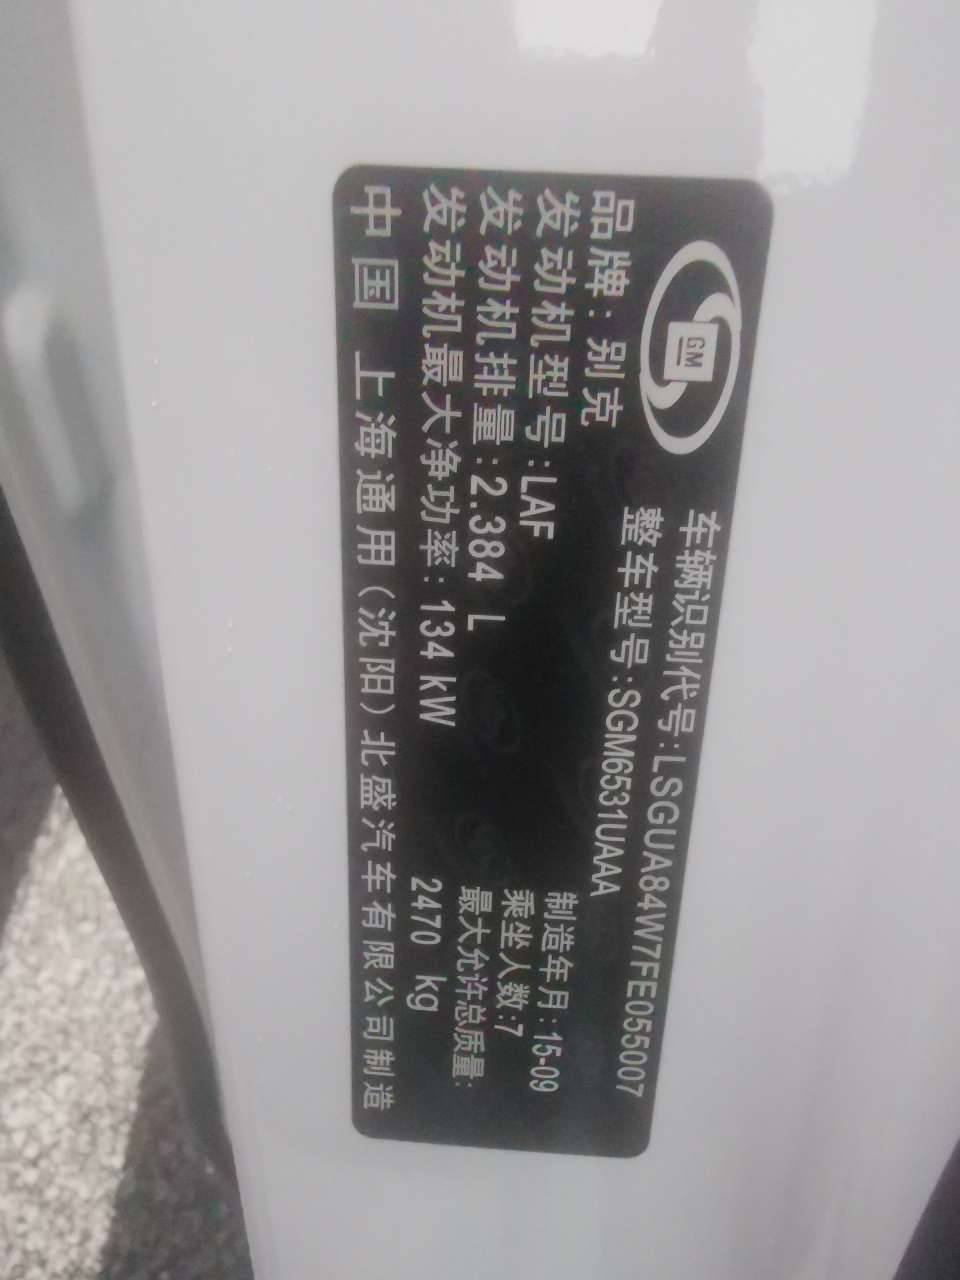 GM
车辆识别代号:LSGUA84W7FE055007
品牌:别克
整车型号:SGM6531UAAA
发动机型号:LAF
制造年月:15-09
发动机排量:2.384 L
乘坐人数:7
发动机最大净功率:134 kW
最大允许总质量:
2470 kg
中国 上海通用(沈阳)北盛汽车有限公司制造